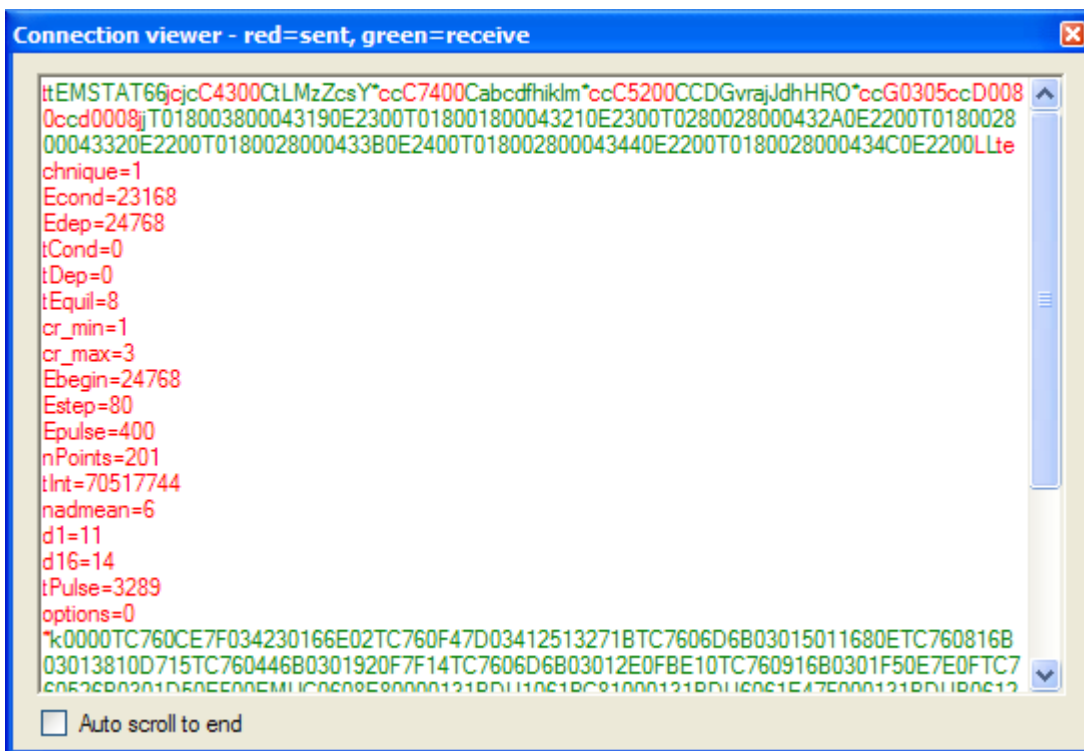 Connection viewer - red=sent, green=receive
ttEMSTAT66jcjcC4300CtLMzZcsY*ccC7400Cabcdfhiklm*ccC5200CCDGvrajJdhHRO*ccG0305ccD008
0ccd0008jjT018003800043190E2300T018001800043210E2300T0280028000432A0E2200T0180028
00043320E2200T0180028000433B0E2400T018002800043440E2200T0180028000434C0E2200LLte
chnique=1
Econd=23168
Edep=24768
tCond=0
tDep=0
tEquil=8
cr_min=1
cr_max=3
Ebegin=24768
Estep=80
Epulse=400
nPoints=201
tInt=70517744
nadmean=6
d1=11
d16=14
tPulse=3289
options=0
*k0000TC760CE7F034230166E02TC760F47D03412513271BTC7606D6B03015011680ETC760816B
03013810D715TC760446B0301920F7F14TC7606D6B03012E0FBE10TC760916B0301F50E7E0FTC7
Auto scroll to end